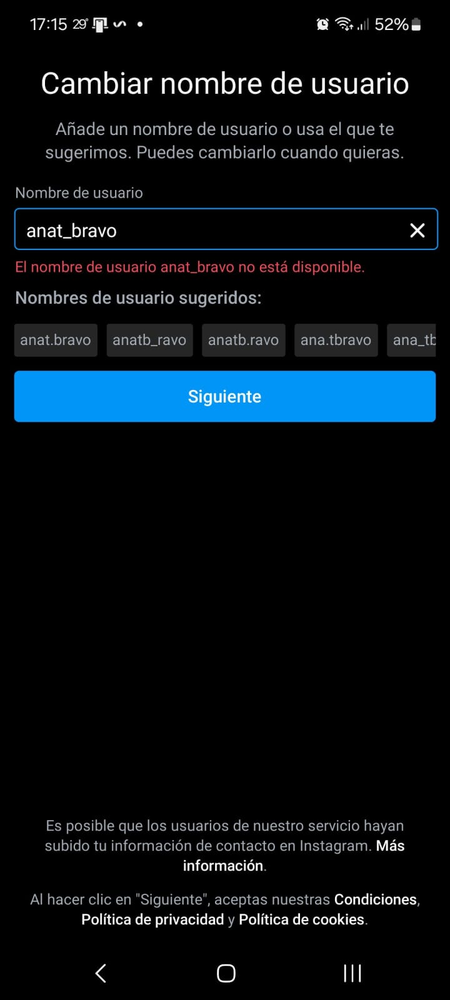 17:15 29°
52%
Cambiar nombre de usuario
Añade un nombre de usuario o usa el que te
sugerimos. Puedes cambiarlo cuando quieras.
Nombre de usuario
anat_bravo
El nombre de usuario anat_bravo no está disponible.
Nombres de usuario sugeridos:
anat.bravo anatb_ravo anatb.ravo ana.tbravo ana_tb
Siguiente
Es posible que los usuarios de nuestro servicio hayan
subido tu información de contacto en Instagram. Más
información.
Al hacer clic en "Siguiente", aceptas nuestras Condiciones,
Política de privacidad y Política de cookies.